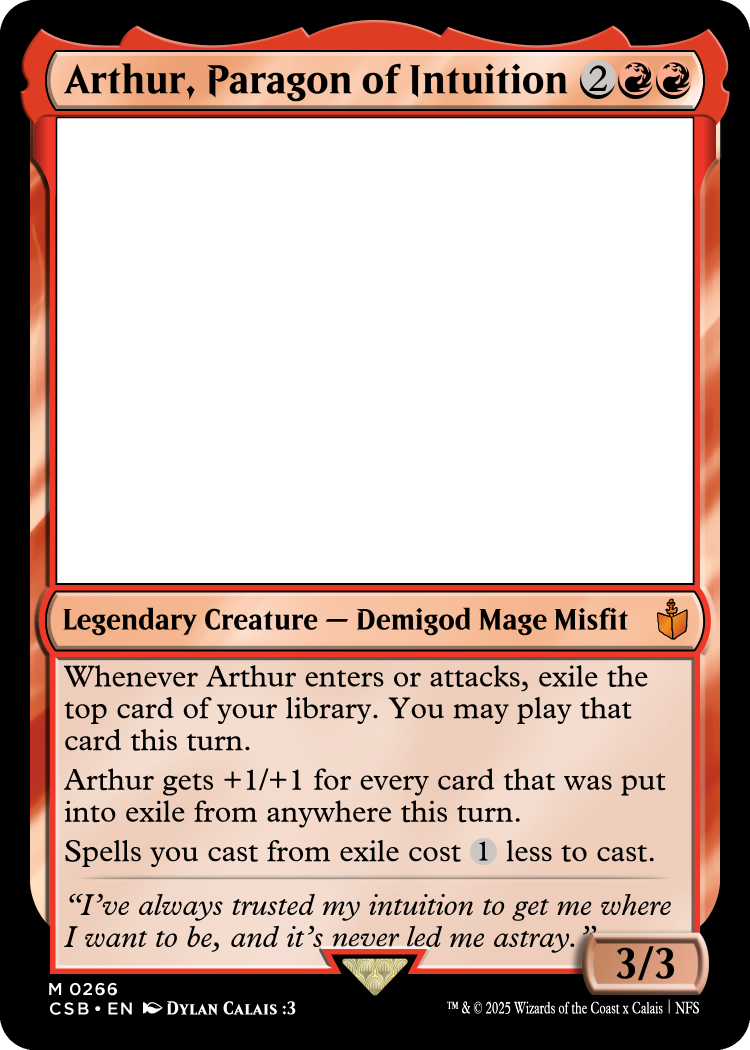 Arthur, Paragon of Intuition 2
Legendary Creature — Demigod Mage Misfit
Whenever Arthur enters or attacks, exile the
top card of your library. You may play that
card this turn.
Arthur gets +1/+1 for every card that was put
into exile from anywhere this turn.
Spells you cast from exile cost 1 less to cast.
“I’ve always trusted my intuition to get me where
I want to be, and it’s never led me astray.”
3/3
M 0266
CSB • EN Dylan Calais :3
™ & © 2025 Wizards of the Coast x Calais | NFS